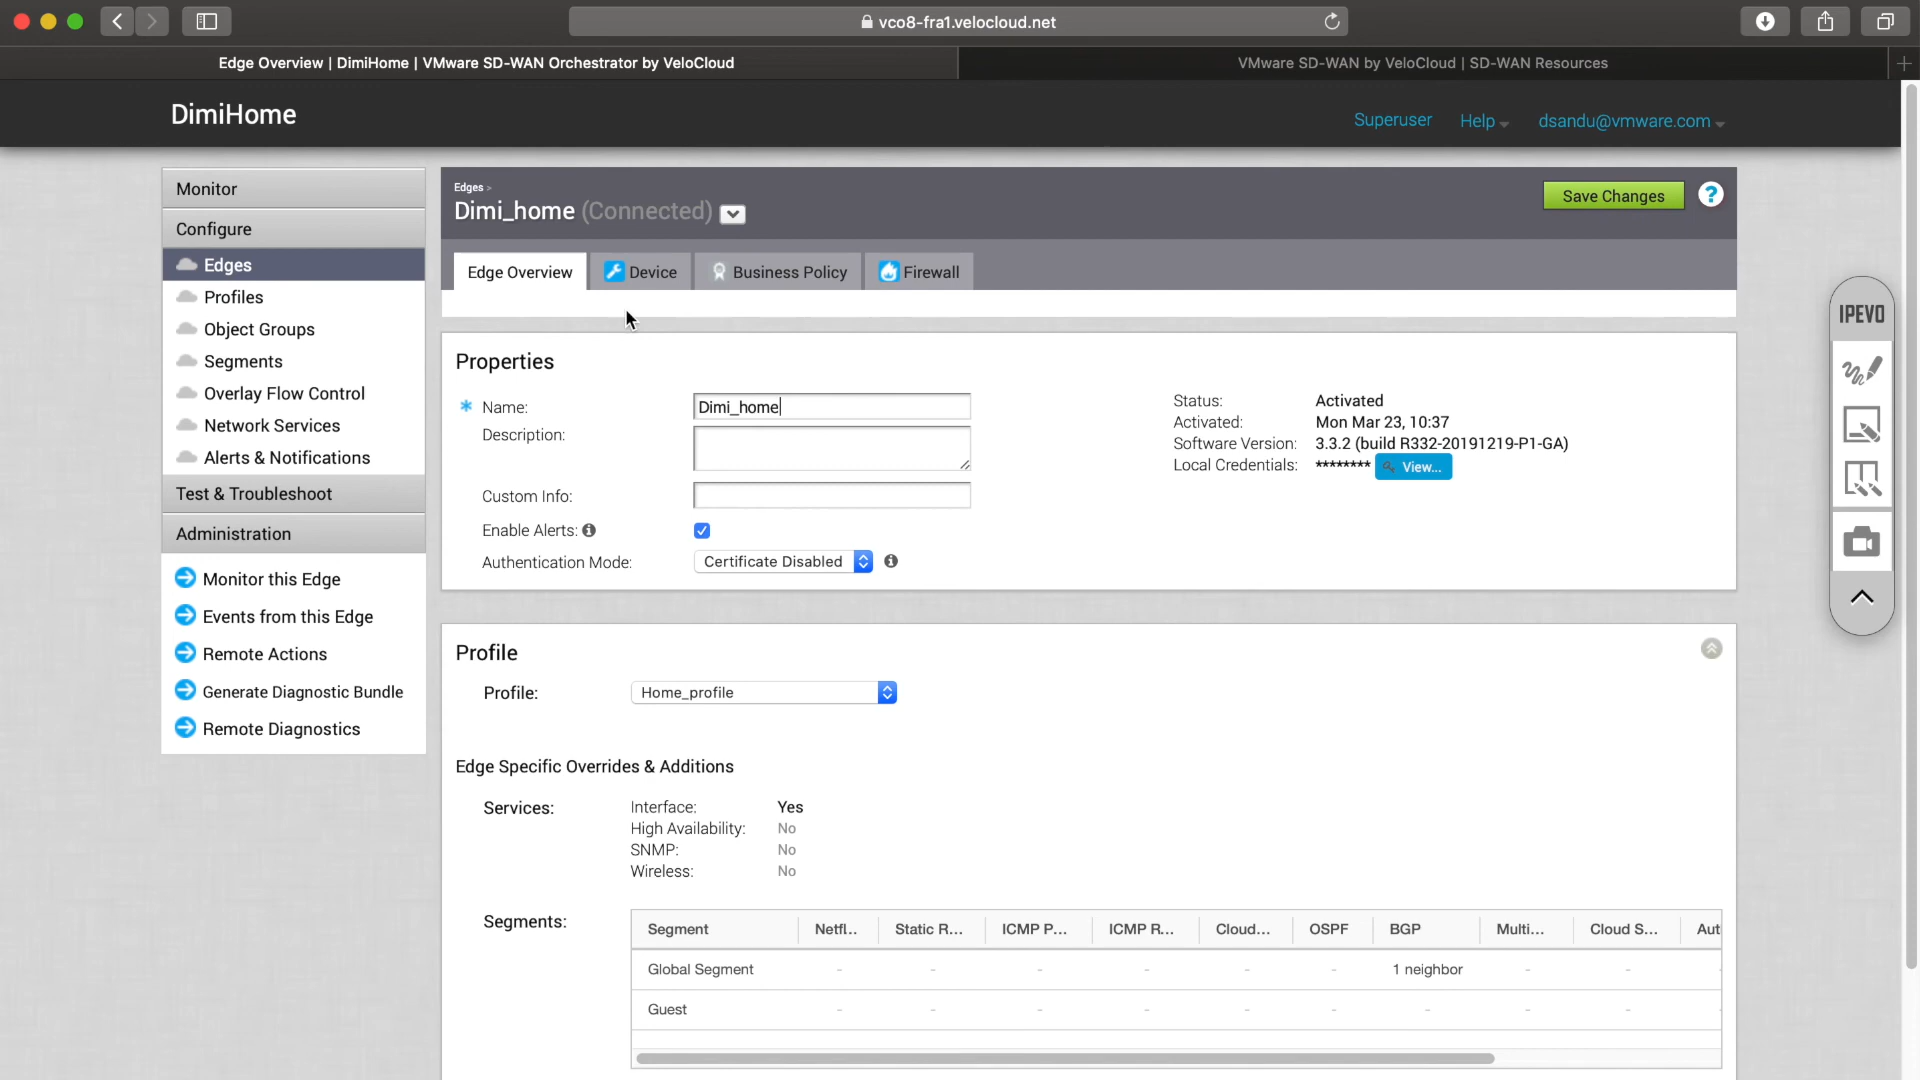 vco8-fra1.velocloud.net
Edge Overview | DimiHome | VMware SD-WAN Orchestrator by VeloCloud
VMware SD-WAN by VeloCloud | SD-WAN Resources
DimiHome
Superuser
Help
dsandu@vmware.com
Monitor
Configure
Edges
Profiles
Object Groups
Segments
Overlay Flow Control
Network Services
Alerts & Notifications
Test & Troubleshoot
Administration
Monitor this Edge
Events from this Edge
Remote Actions
Generate Diagnostic Bundle
Remote Diagnostics
Edges >
Dimi_home (Connected)
Save Changes
?
Edge Overview
Device
Business Policy
Firewall
Properties
* Name: Dimi_home
Description:
Custom Info:
Enable Alerts:
Authentication Mode: Certificate Disabled
Status: Activated
Activated: Mon Mar 23, 10:37
Software Version: 3.3.2 (build R332-20191219-P1-GA)
Local Credentials: ******** View...
Profile
Profile: Home_profile
Edge Specific Overrides & Additions
Services: Interface: Yes
High Availability: No
SNMP: No
Wireless: No
Segments:
Segment Netfl... Static R... ICMP P... ICMP R... Cloud... OSPF BGP Multi... Cloud S... Aut
Global Segment - - - - - - 1 neighbor - - -
Guest - - - - - - - - - -
IPEVO